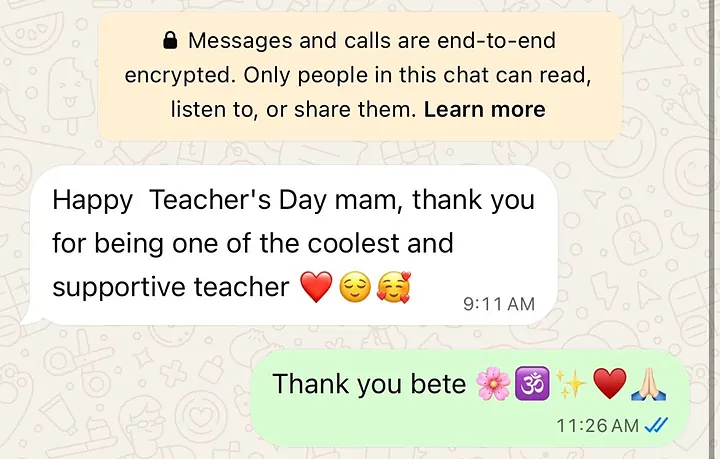 🔒 Messages and calls are end-to-end
encrypted. Only people in this chat can read,
listen to, or share them. Learn more
Happy  Teacher's Day mam, thank you
for being one of the coolest and
supportive teacher ❤️😌🥰
9:11 AM
Thank you bete 🌸🕉️✨♥️🙏🏻
11:26 AM